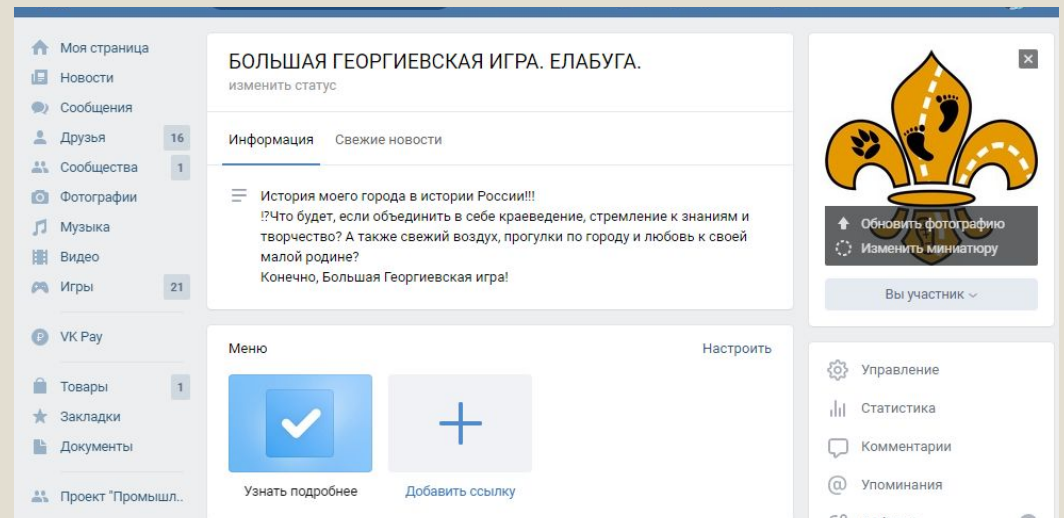 Моя страница
Новости
Сообщения
Друзья 16
Сообщества 1
Фотографии
Музыка
Видео
Игры 21
VK Pay
Товары 1
Закладки
Документы
Проект "Промышл..
БОЛЬШАЯ ГЕОРГИЕВСКАЯ ИГРА. ЕЛАБУГА.
изменить статус
Информация Свежие новости
История моего города в истории России!!!
⁉Что будет, если объединить в себе краеведение, стремление к знаниям и
творчество? А также свежий воздух, прогулки по городу и любовь к своей
малой родине?
Конечно, Большая Георгиевская игра!
Меню Настроить
Узнать подробнее Добавить ссылку
Обновить фотографию
Изменить миниатюру
Вы участник
Управление
Статистика
Комментарии
Упоминания